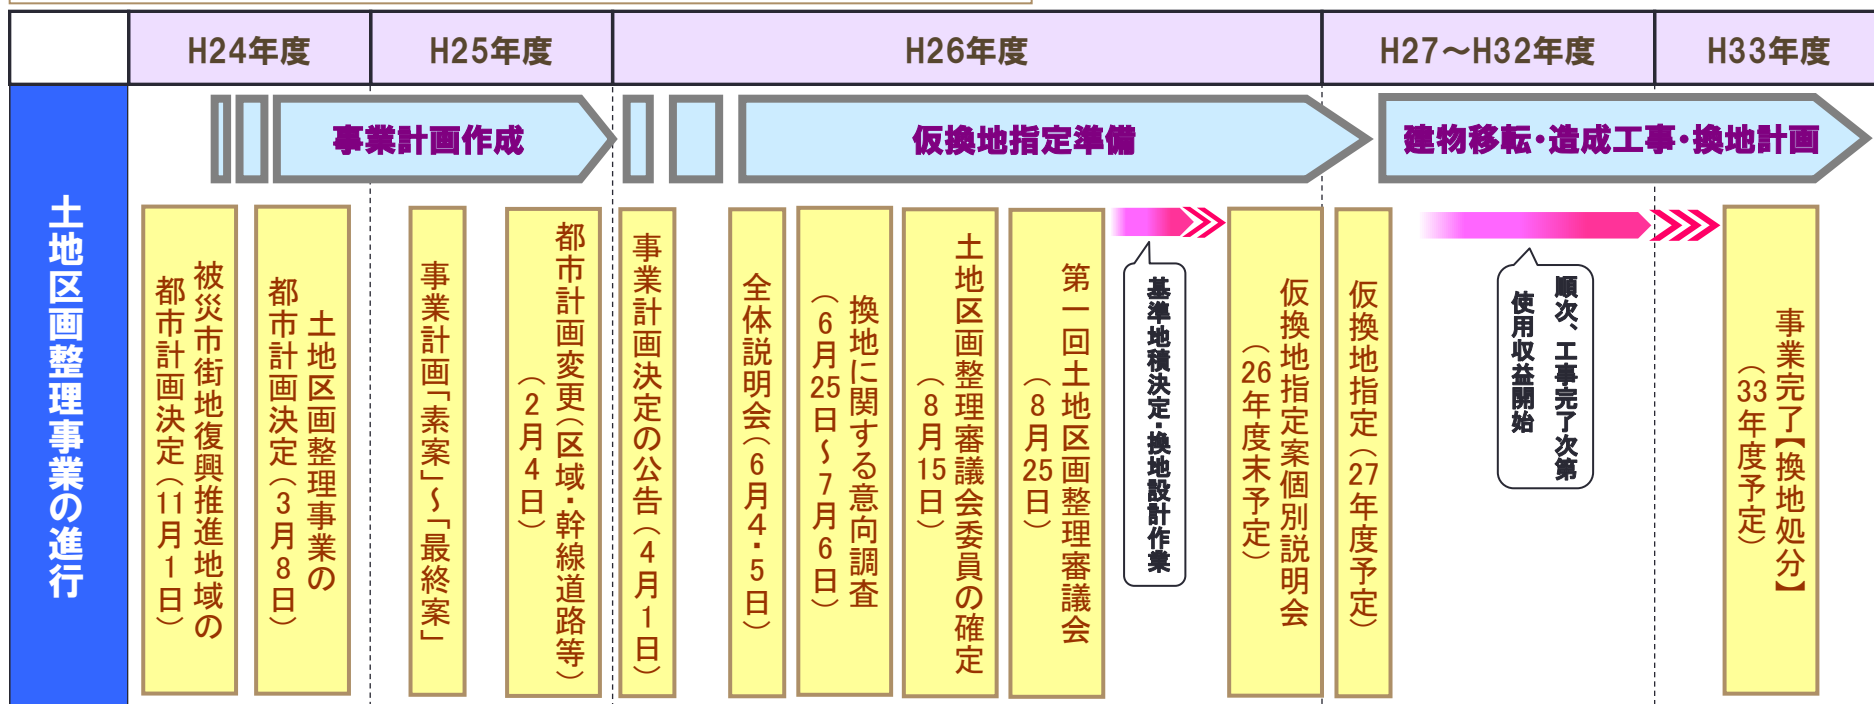 H24年度
H25年度
H26年度
H27～H32年度
H33年度
土地区画整理事業の進行
事業計画作成
仮換地指定準備
建物移転・造成工事・換地計画
被災市街地復興推進地域の
都市計画決定（11月1日）
土地区画整理事業の
都市計画決定（3月8日）
事業計画「素案」～「最終案」
都市計画変更（区域・幹線道路等）
（2月4日）
事業計画決定の公告（4月1日）
全体説明会（6月4・5日）
換地に関する意向調査
（6月25日～7月6日）
土地区画整理審議会委員の確定
（8月15日）
第一回土地区画整理審議会
（8月25日）
基準地積決定・換地設計作業
仮換地指定案個別説明会
（26年度末予定）
仮換地指定（27年度予定）
順次、工事完了次第
使用収益開始
事業完了【換地処分】
（33年度予定）